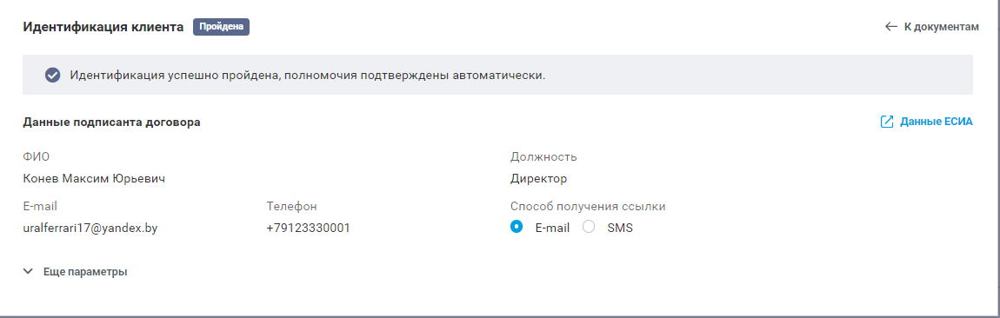 Идентификация клиента Пройдена ← К документам
Идентификация успешно пройдена, полномочия подтверждены автоматически.
Данные подписанта договора Данные ЕСИА
ФИО Должность
Конев Максим Юрьевич Директор
E-mail Телефон Способ получения ссылки
uralferrari17@yandex.by +79123330001 E-mail SMS
Еще параметры